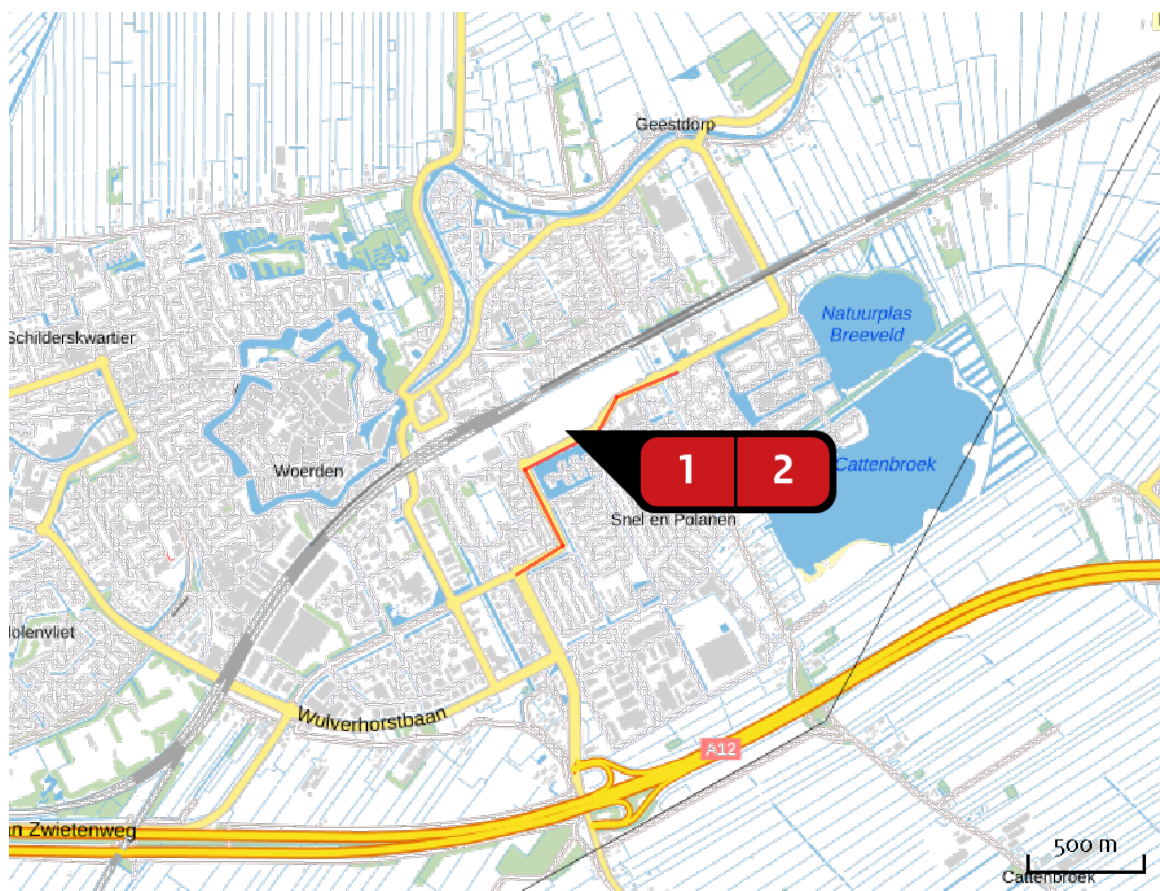 Geestdorp
Natuurplas
Breeveld
Schilderskwartier
1 2
Cattenbroek
Woerden
Snel en Polanen
olenvliet
Wulverhorstbaan
A12
n Zwietenweg
500 m
Cattenbroek